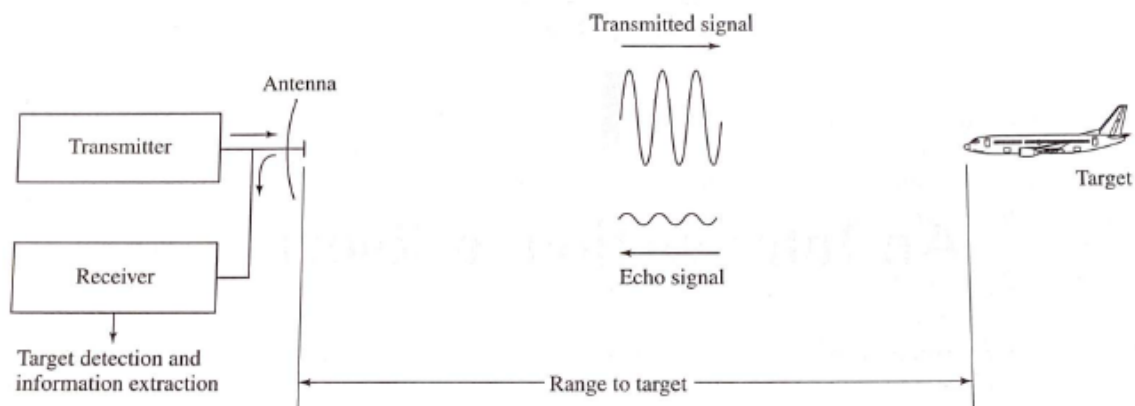 Transmitted signal
Antenna
Transmitter
Target
Receiver
Echo signal
Target detection and
information extraction
Range to target